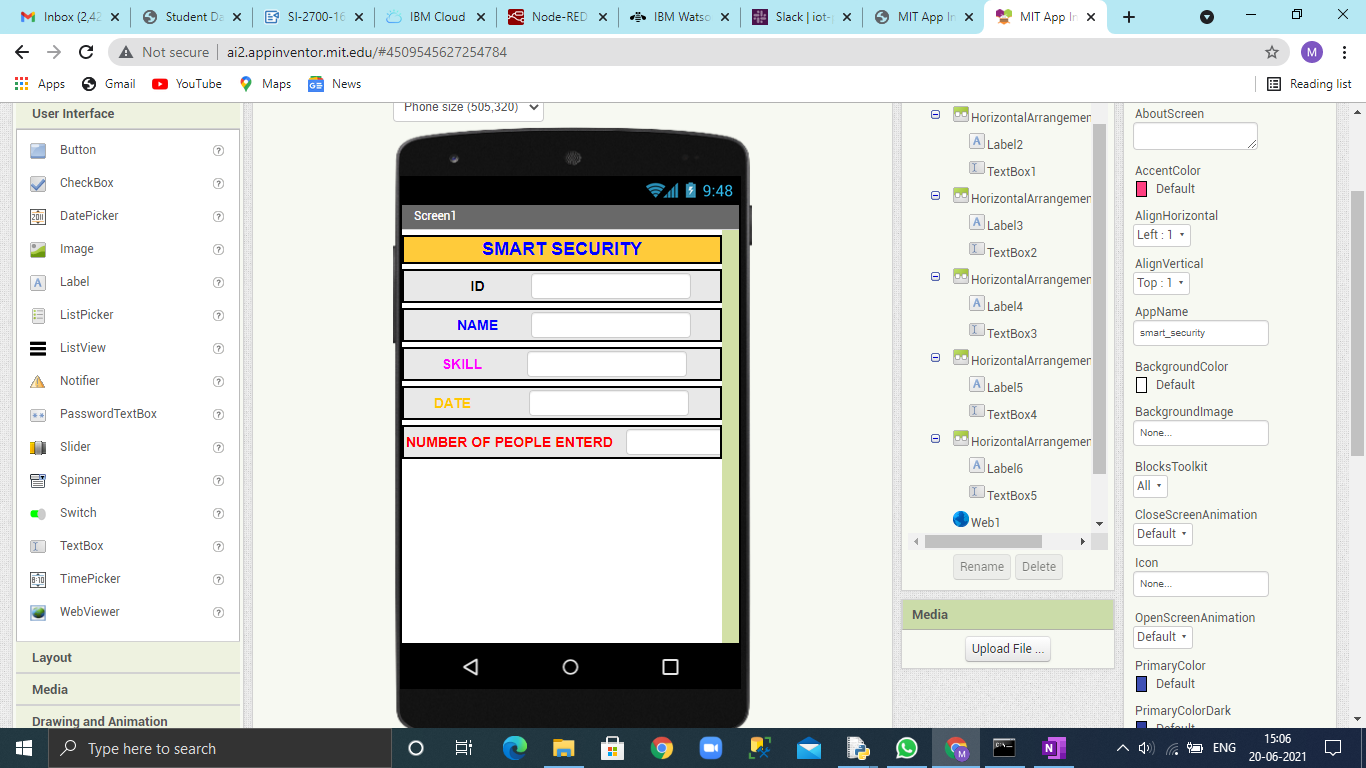 Inbox (2,42
Student Da
SI-2700-16
IBM Cloud
Node-RED
IBM Watso
Slack | iot-p
MIT App In
MIT App In
Not secure | ai2.appinventor.mit.edu/#4509545627254784
M
Apps
Gmail
YouTube
Maps
News
Reading list
User Interface
Button
CheckBox
DatePicker
Image
Label
ListPicker
ListView
Notifier
PasswordTextBox
Slider
Spinner
Switch
TextBox
TimePicker
WebViewer
Layout
Media
Drawing and Animation
Phone size (505,320)
9:48
Screen1
SMART SECURITY
ID
NAME
SKILL
DATE
NUMBER OF PEOPLE ENTERD
HorizontalArrangemen
Label2
TextBox1
HorizontalArrangemen
Label3
TextBox2
HorizontalArrangemen
Label4
TextBox3
HorizontalArrangemen
Label5
TextBox4
HorizontalArrangemen
Label6
TextBox5
Web1
Rename
Delete
Media
Upload File ...
AboutScreen
AccentColor
Default
AlignHorizontal
Left : 1
AlignVertical
Top : 1
AppName
smart_security
BackgroundColor
Default
BackgroundImage
None...
BlocksToolkit
All
CloseScreenAnimation
Default
Icon
None...
OpenScreenAnimation
Default
PrimaryColor
Default
PrimaryColorDark
Default
Type here to search
ENG
15:06
20-06-2021